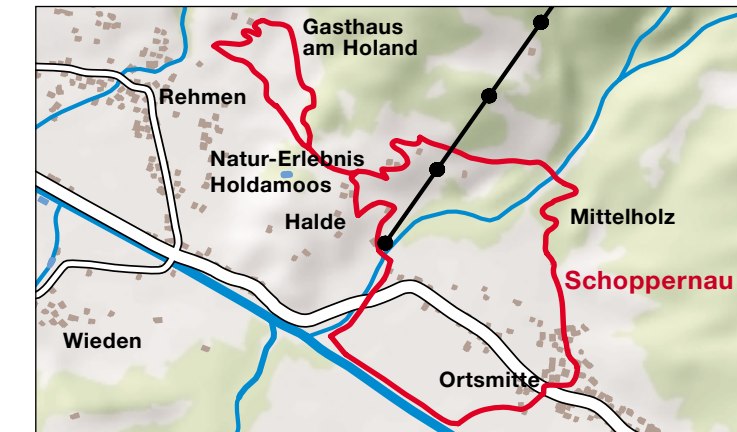 Gasthaus
am Holand
Rehmen
Natur-Erlebnis
Holdamoos
Halde
Mittelholz
Schoppernau
Wieden
Ortsmitte